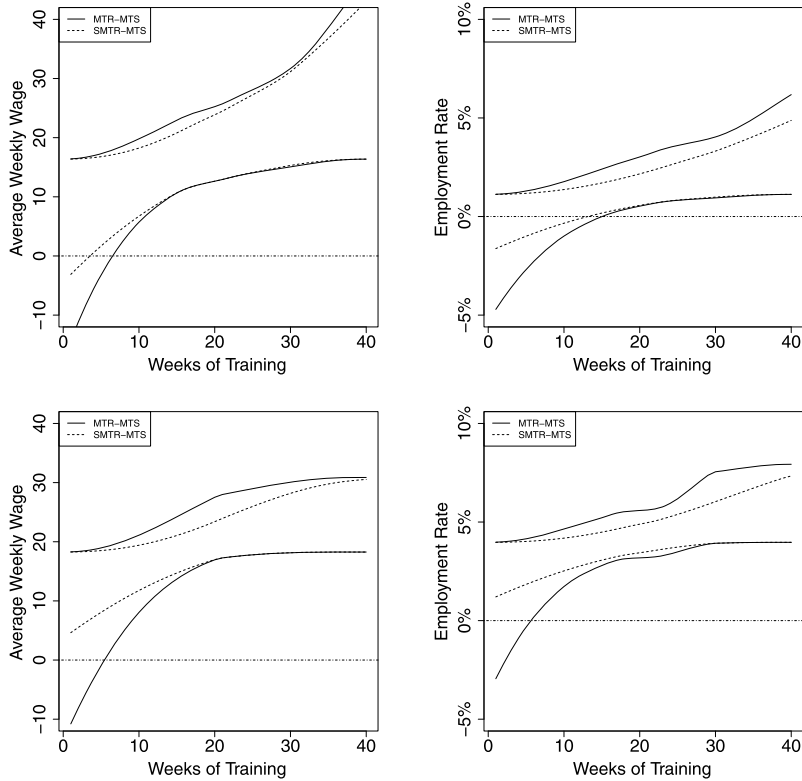 MTR−MTS
SMTR−MTS
Average Weekly Wage
40
30
20
10
0
−10
0 10 20 30 40
Weeks of Training
MTR−MTS
SMTR−MTS
Employment Rate
10%
5%
0%
−5%
0 10 20 30 40
Weeks of Training
MTR−MTS
SMTR−MTS
Average Weekly Wage
40
30
20
10
0
−10
0 10 20 30 40
Weeks of Training
MTR−MTS
SMTR−MTS
Employment Rate
10%
5%
0%
−5%
0 10 20 30 40
Weeks of Training